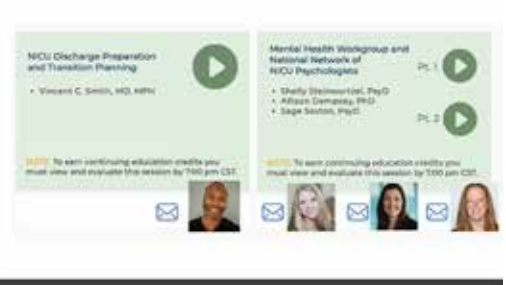 NICU Discharge Preparation
and Transition Planning
• Vincent C. Smith, MD, MPH
NOTE: To earn continuing education credits you
must view and evaluate this session by 7:00 pm CST.
Mental Health Workgroup and
National Network of
NICU Psychologists
Pt. 1
• Shelly Steinwurtzel, PsyD
• Allison Dempsey, PhD
• Sage Saxton, PsyD
Pt. 2
NOTE: To earn continuing education credits you
must view and evaluate this session by 7:00 pm CST.